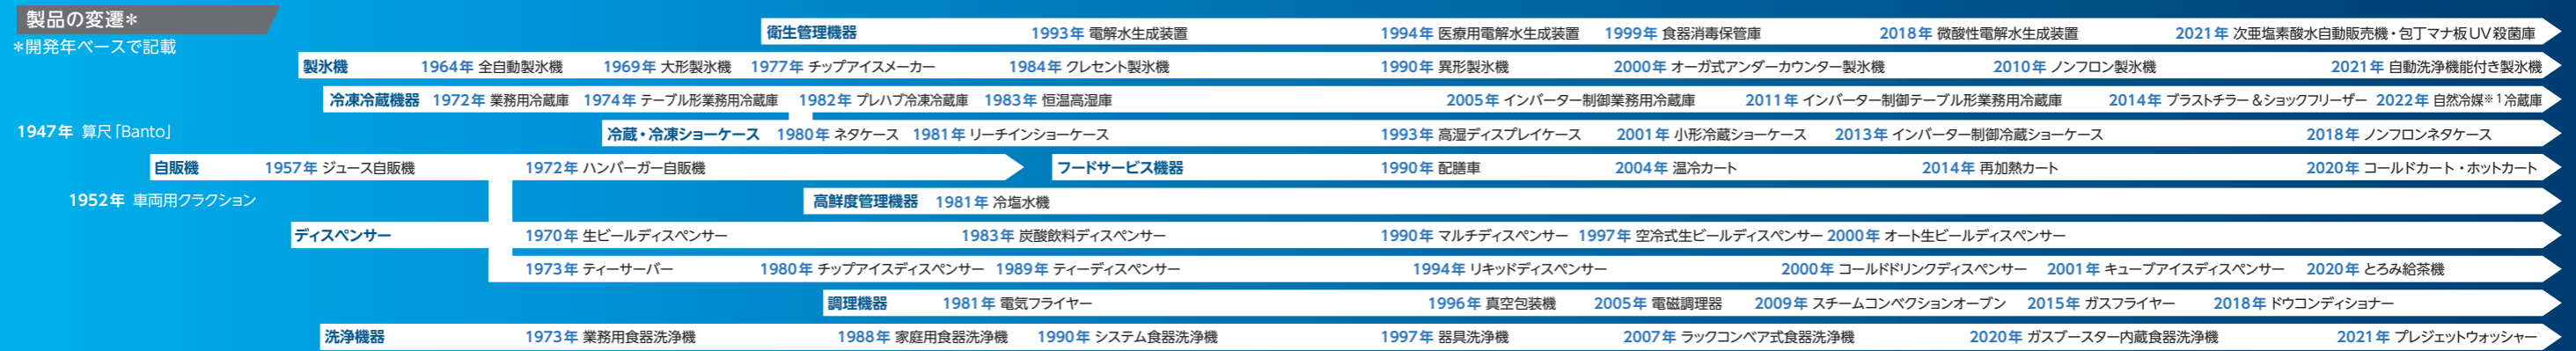 製品の変遷＊
＊開発年ベースで記載
衛生管理機器 1993年 電解水生成装置 1994年 医療用電解水生成装置 1999年 食器消毒保管庫 2018年 微酸性電解水生成装置 2021年 次亜塩素酸水自動販売機・包丁マナ板UV殺菌庫
製氷機 1964年 全自動製氷機 1969年 大形製氷機 1977年 チップアイスメーカー 1984年 クレセント製氷機 1990年 異形製氷機 2000年 オーガ式アンダーカウンター製氷機 2010年 ノンフロン製氷機 2021年 自動洗浄機能付き製氷機
冷凍冷蔵機器 1972年 業務用冷蔵庫 1974年 テーブル形業務用冷蔵庫 1982年 プレハブ冷凍冷蔵庫 1983年 恒温高湿庫 2005年 インバーター制御業務用冷蔵庫 2011年 インバーター制御テーブル形業務用冷蔵庫 2014年 ブラストチラー＆ショックフリーザー 2022年 自然冷媒※1冷蔵庫
1947年 算尺「Banto」 冷蔵・冷凍ショーケース 1980年 ネタケース 1981年 リーチインショーケース 1993年 高湿ディスプレイケース 2001年 小形冷蔵ショーケース 2013年 インバーター制御冷蔵ショーケース 2018年 ノンフロンネタケース
自販機 1957年 ジュース自販機 1972年 ハンバーガー自販機 フードサービス機器 1990年 配膳車 2004年 温冷カート 2014年 再加熱カート 2020年 コールドカート・ホットカート
1952年 車両用クラクション 高鮮度管理機器 1981年 冷塩水機
ディスペンサー 1970年 生ビールディスペンサー 1983年 炭酸飲料ディスペンサー 1990年 マルチディスペンサー 1997年 空冷式生ビールディスペンサー 2000年 オート生ビールディスペンサー
1973年 ティーサーバー 1980年 チップアイスディスペンサー 1989年 ティーディスペンサー 1994年 リキッドディスペンサー 2000年 コールドドリンクディスペンサー 2001年 キューブアイスディスペンサー 2020年 とろみ給茶機
調理機器 1981年 電気フライヤー 1996年 真空包装機 2005年 電磁調理器 2009年 スチームコンベクションオーブン 2015年 ガスフライヤー 2018年 ドウコンディショナー
洗浄機器 1973年 業務用食器洗浄機 1988年 家庭用食器洗浄機 1990年 システム食器洗浄機 1997年 器具洗浄機 2007年 ラックコンベア式食器洗浄機 2020年 ガスブースター内蔵食器洗浄機 2021年 プレジェットウォッシャー